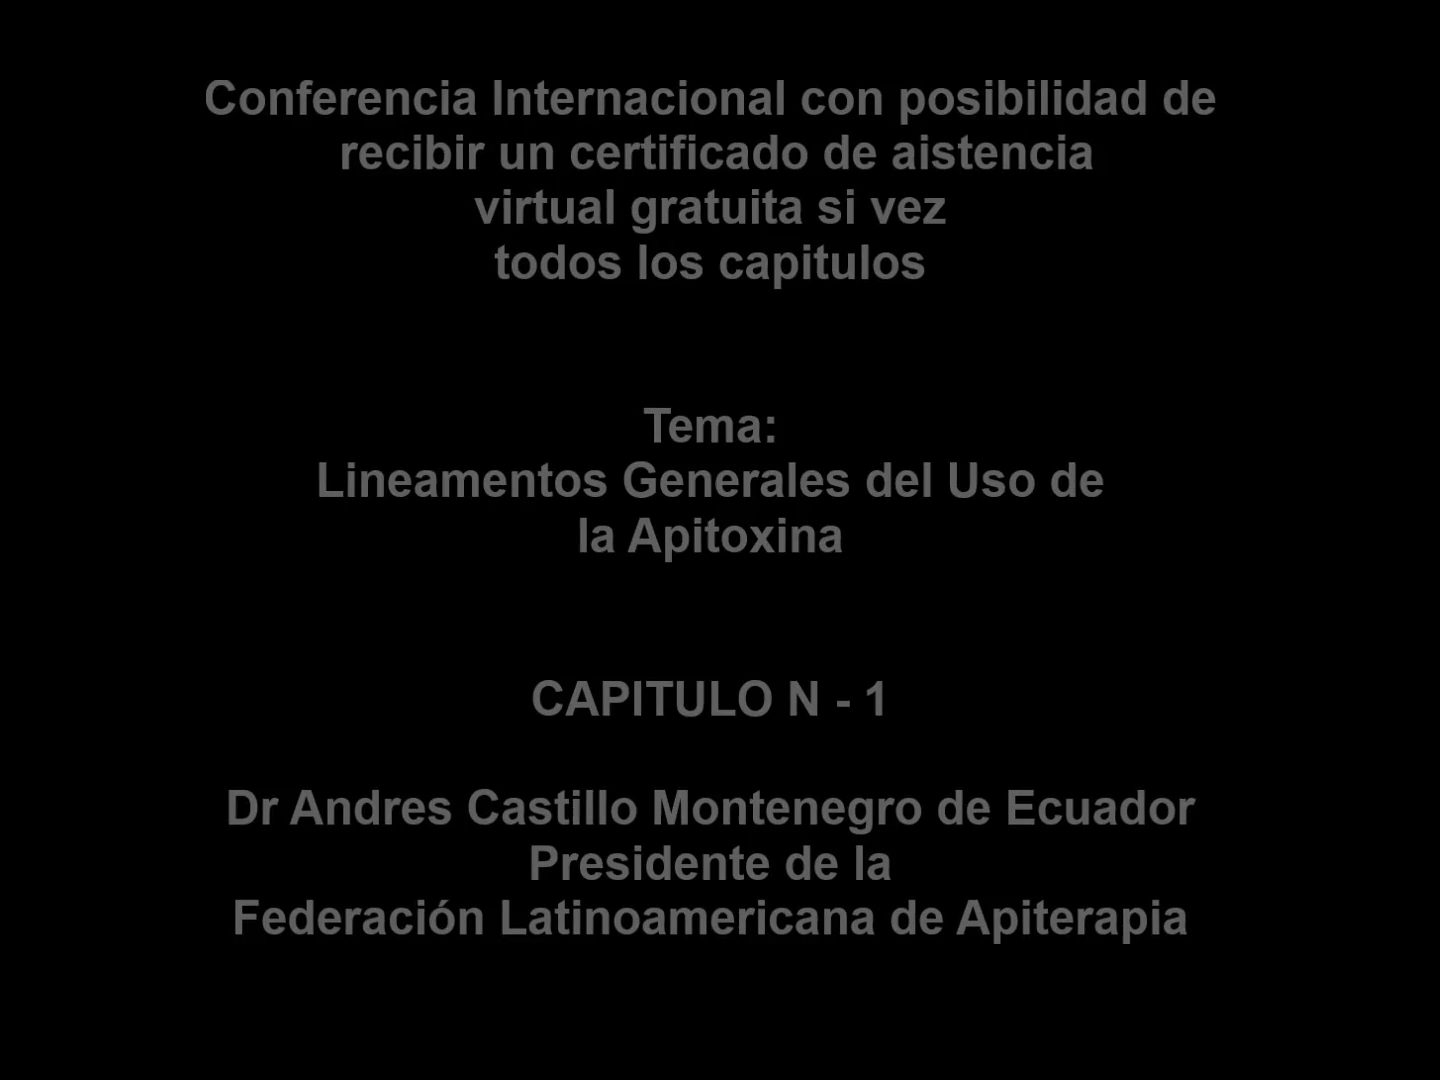 Conferencia Internacional con posibilidad de
recibir un certificado de aistencia
virtual gratuita si vez
todos los capitulos
Tema:
Lineamentos Generales del Uso de
la Apitoxina
CAPITULO N - 1
Dr Andres Castillo Montenegro de Ecuador
Presidente de la
Federación Latinoamericana de Apiterapia